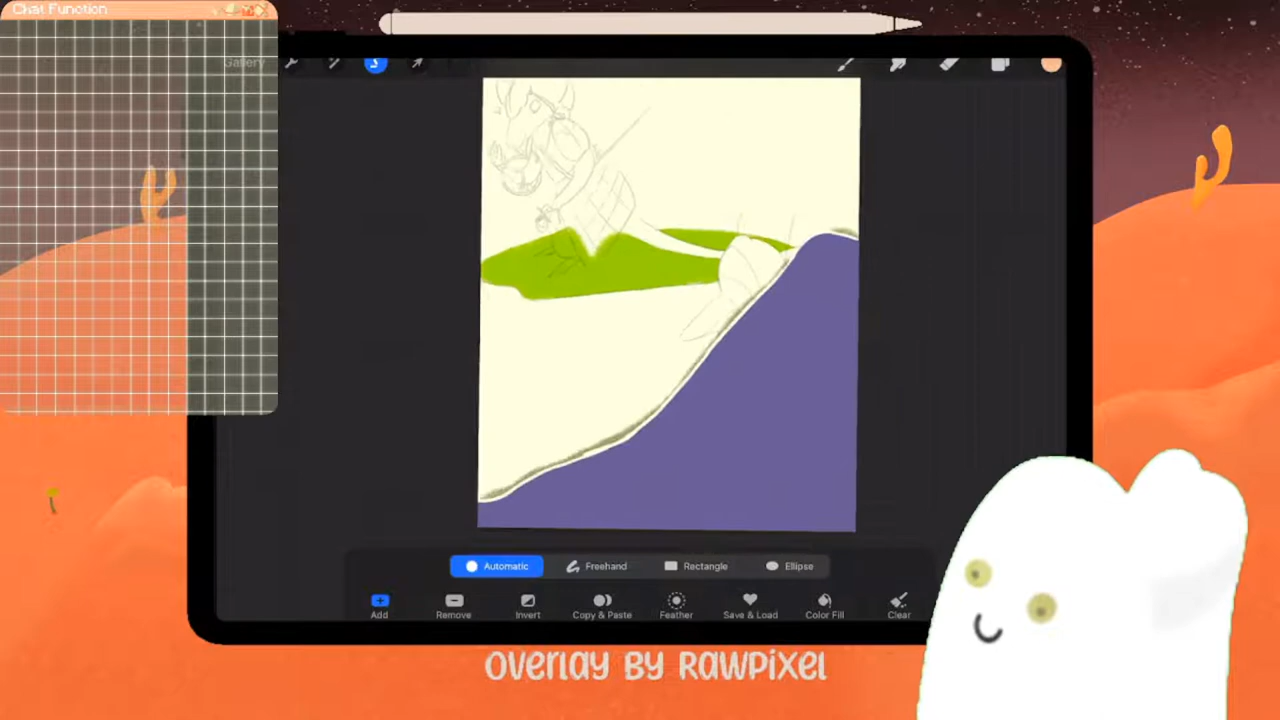 Chat Function
Gallery
Automatic Freehand Rectangle Ellipse
Add Remove Invert Copy & Paste Feather Save & Load Color Fill Clear
OVERLAY BY RAWPIXEL